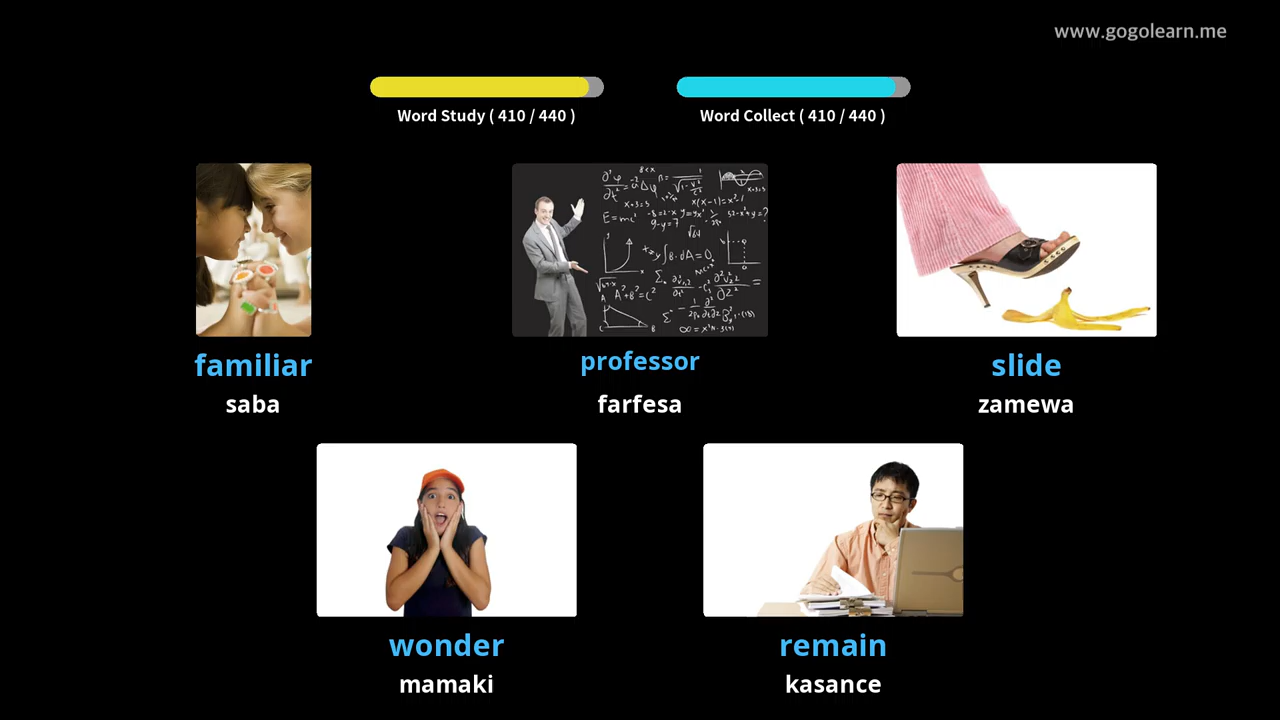 www.gogolearn.me
Word Study ( 410 / 440 )
Word Collect ( 410 / 440 )
familiar
saba
professor
farfesa
slide
zamewa
wonder
mamaki
remain
kasance